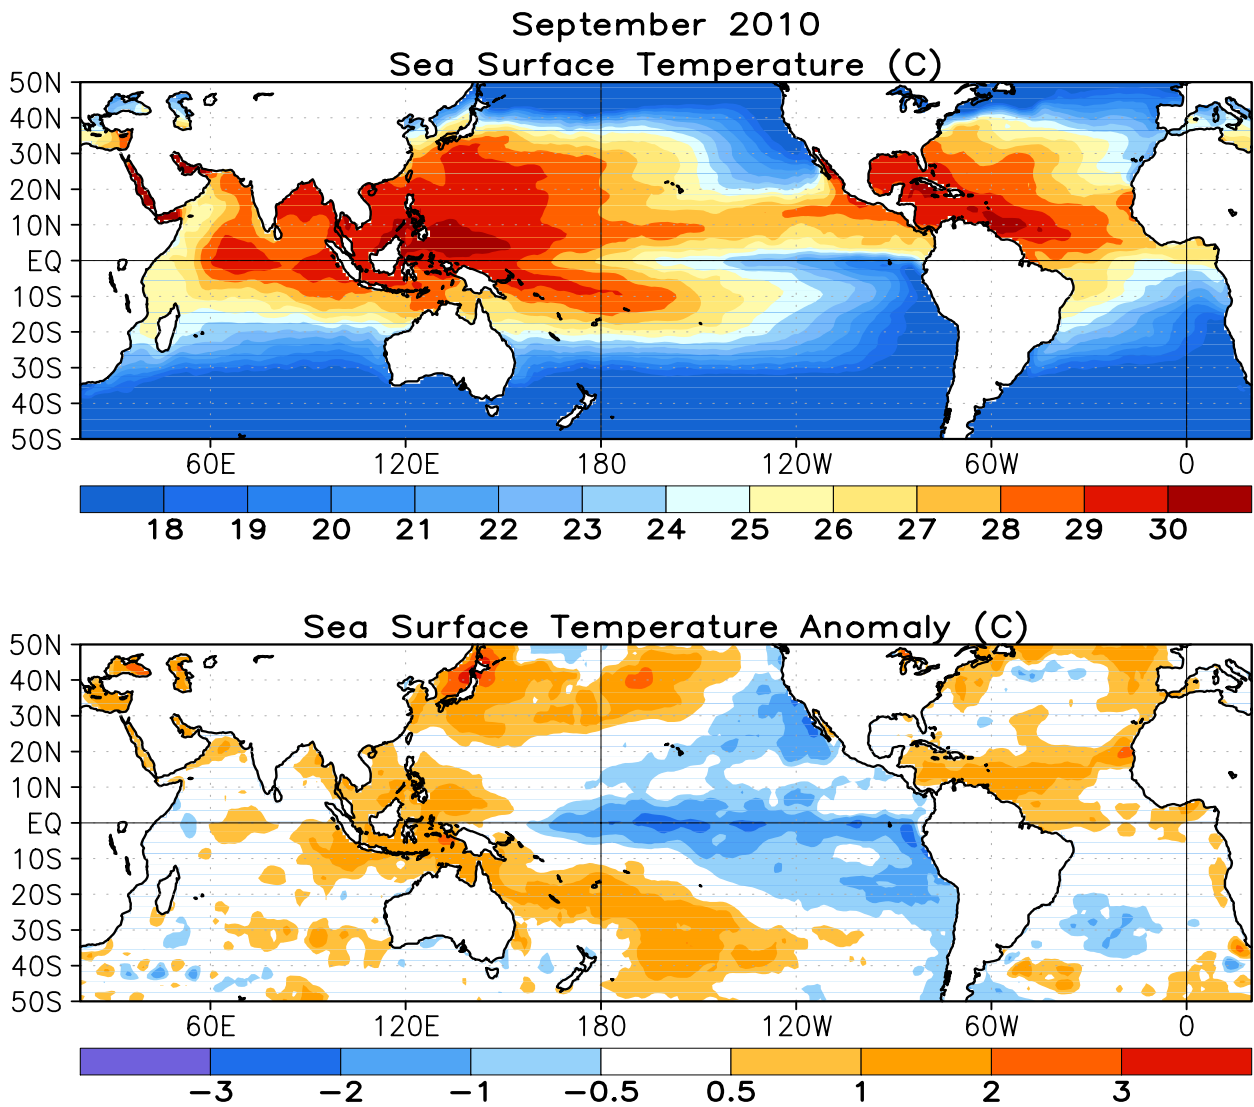 September 2010
Sea Surface Temperature (C)
50N
40N
30N
20N
10N
EQ
10S
20S
30S
40S
50S
60E 120E 180 120W 60W 0
18 19 20 21 22 23 24 25 26 27 28 29 30
Sea Surface Temperature Anomaly (C)
50N
40N
30N
20N
10N
EQ
10S
20S
30S
40S
50S
60E 120E 180 120W 60W 0
−3 −2 −1 −0.5 0.5 1 2 3